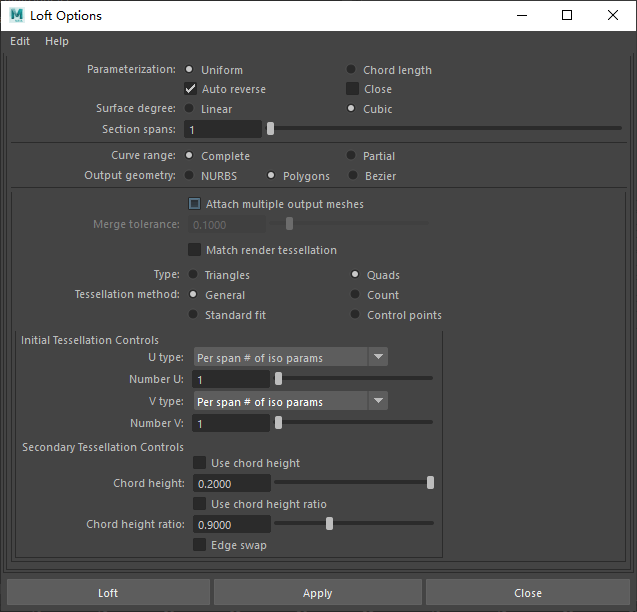 Loft Options
Edit Help
Parameterization: Uniform Chord length
Auto reverse Close
Surface degree: Linear Cubic
Section spans: 1
Curve range: Complete Partial
Output geometry: NURBS Polygons Bezier
Attach multiple output meshes
Merge tolerance: 0.1000
Match render tessellation
Type: Triangles Quads
Tessellation method: General Count
Standard fit Control points
Initial Tessellation Controls
U type: Per span # of iso params
Number U: 1
V type: Per span # of iso params
Number V: 1
Secondary Tessellation Controls
Use chord height
Chord height: 0.2000
Use chord height ratio
Chord height ratio: 0.9000
Edge swap
Loft Apply Close